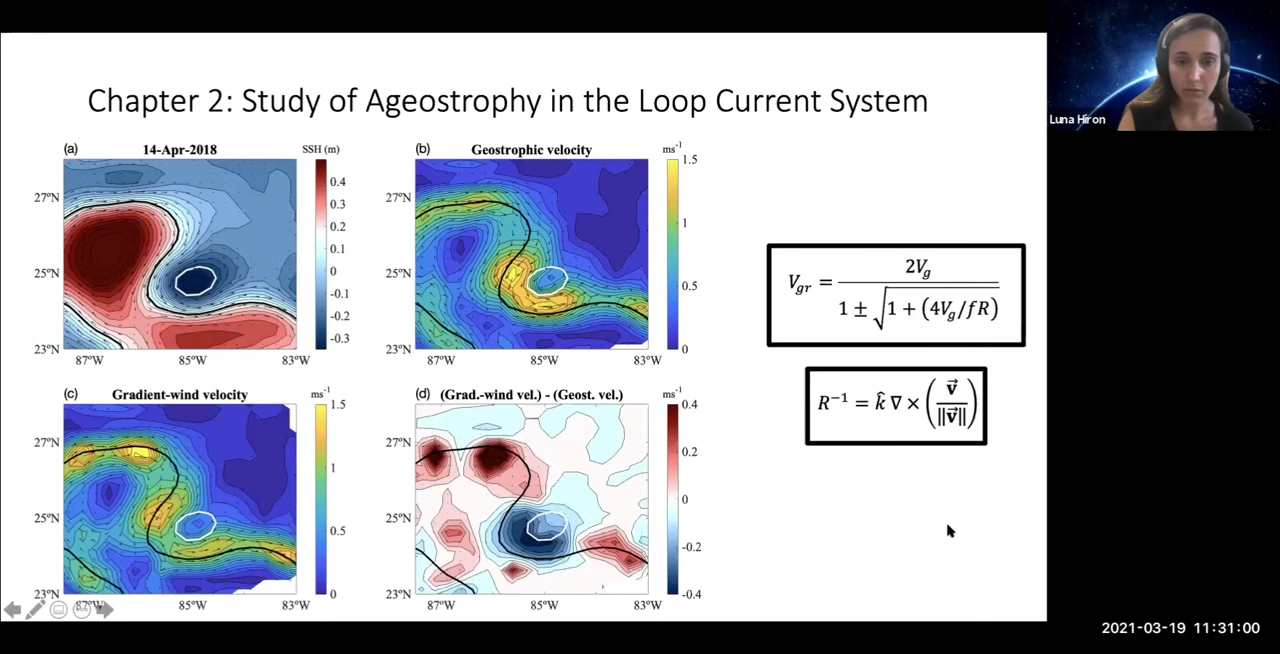 Luna Hiron
Chapter 2: Study of Ageostrophy in the Loop Current System
(a) 14-Apr-2018 SSH (m)
27°N
25°N
23°N
87°W 85°W 83°W
0.4
0.3
0.2
0.1
0
-0.1
-0.2
-0.3
(b) Geostrophic velocity ms⁻¹
27°N
25°N
23°N
87°W 85°W 83°W
1.5
1
0.5
0
(c) Gradient-wind velocity ms⁻¹
27°N
25°N
23°N
87°W 85°W 83°W
1.5
1
0.5
0
(d) (Grad.-wind vel.) - (Geost. vel.) ms⁻¹
27°N
25°N
23°N
87°W 85°W 83°W
0.4
0.2
0
-0.2
-0.4
V_gr = 2V_g / (1 ± √(1 + (4V_g/fR)))
R⁻¹ = k̂ ∇ × (v⃗ / ‖v⃗‖)
2021-03-19 11:31:00